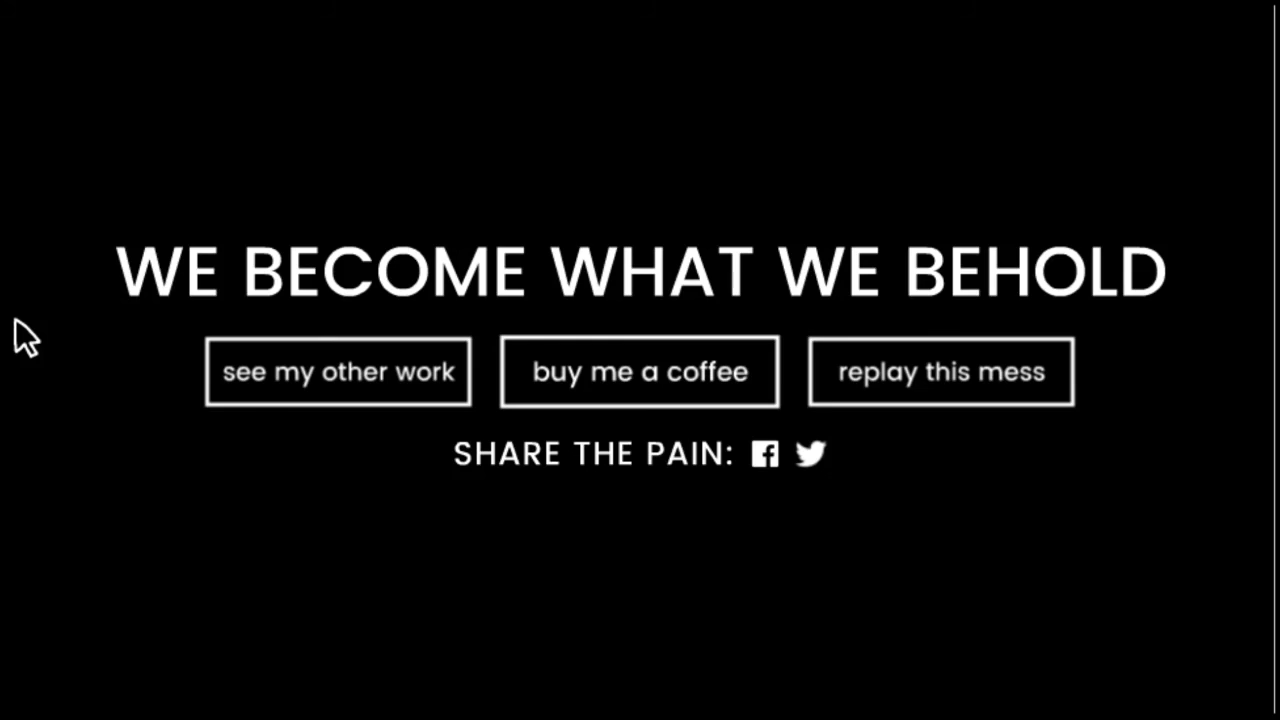 WE BECOME WHAT WE BEHOLD
see my other work
buy me a coffee
replay this mess
SHARE THE PAIN: